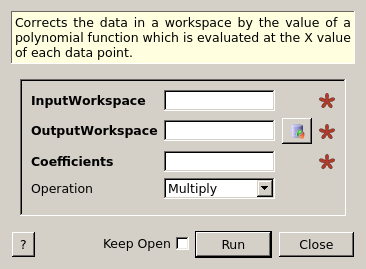 Corrects the data in a workspace by the value of a
polynomial function which is evaluated at the X value
of each data point.
InputWorkspace
OutputWorkspace
Coefficients
Operation Multiply
? Keep Open Run Close